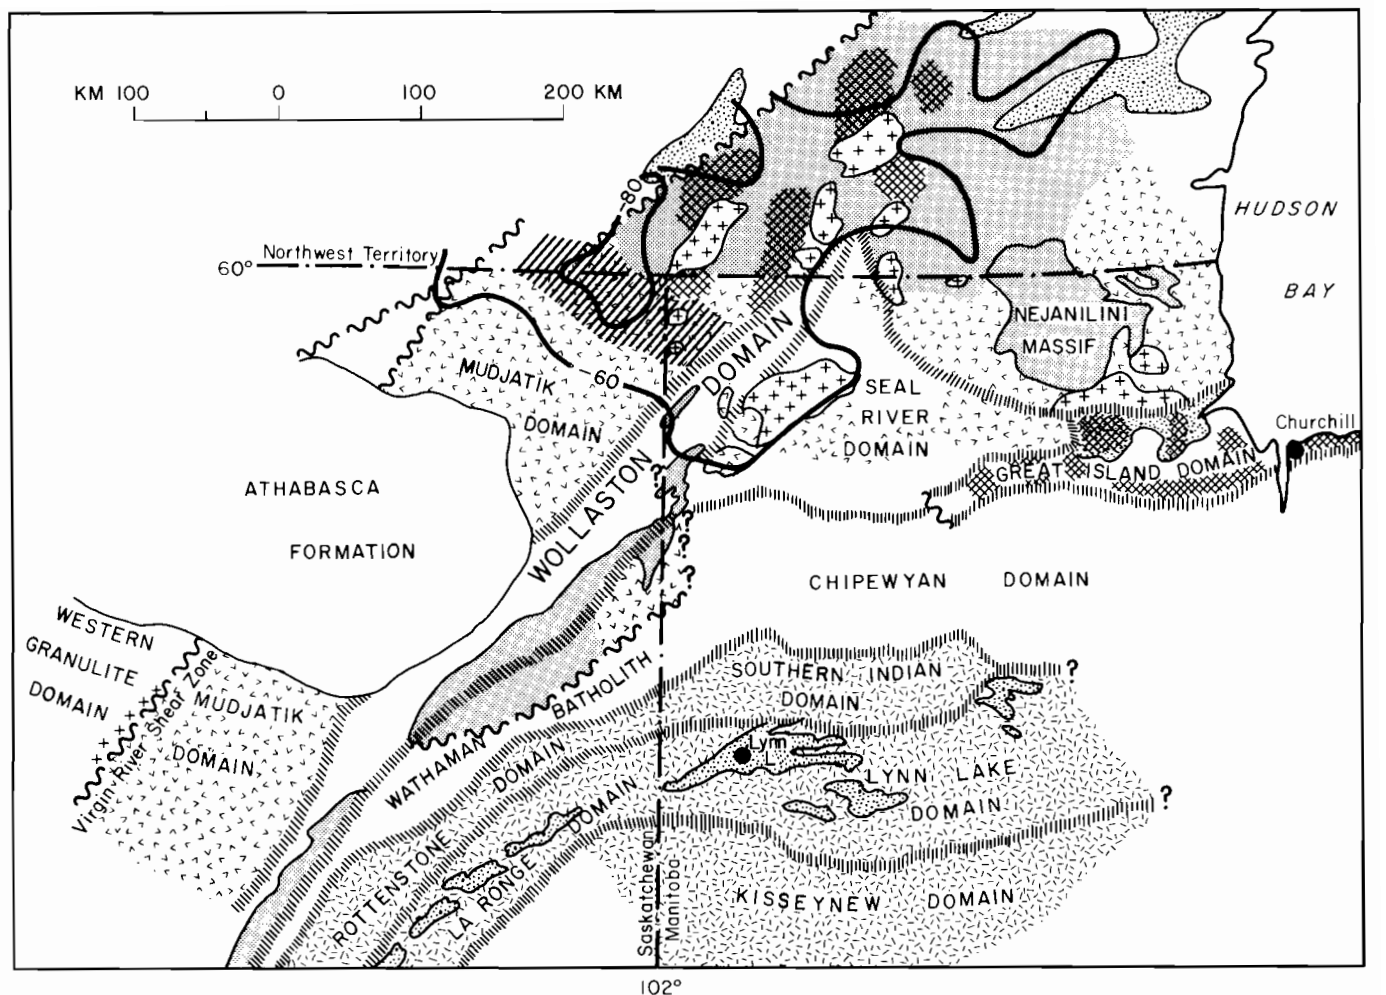 KM 100 0 100 200 KM
HUDSON
BAY
-80
Northwest Territory
60°
NEJANILINI
MASSIF
MUDJATIK
DOMAIN
-60
WOLLASTON DOMAIN
SEAL
RIVER
DOMAIN
Churchill
GREAT ISLAND DOMAIN
ATHABASCA
FORMATION
?
?
?
?
CHIPEWYAN DOMAIN
WESTERN
GRANULITE
DOMAIN
Virgin River Shear Zone
MUDJATIK
DOMAIN
WATHAMAN BATHOLITH
SOUTHERN INDIAN
DOMAIN
?
Lynn
L
LYNN LAKE
DOMAIN
?
ROTTENSTONE DOMAIN
LA RONGE DOMAIN
KISSEYNEW DOMAIN
Saskatchewan
Manitoba
102°